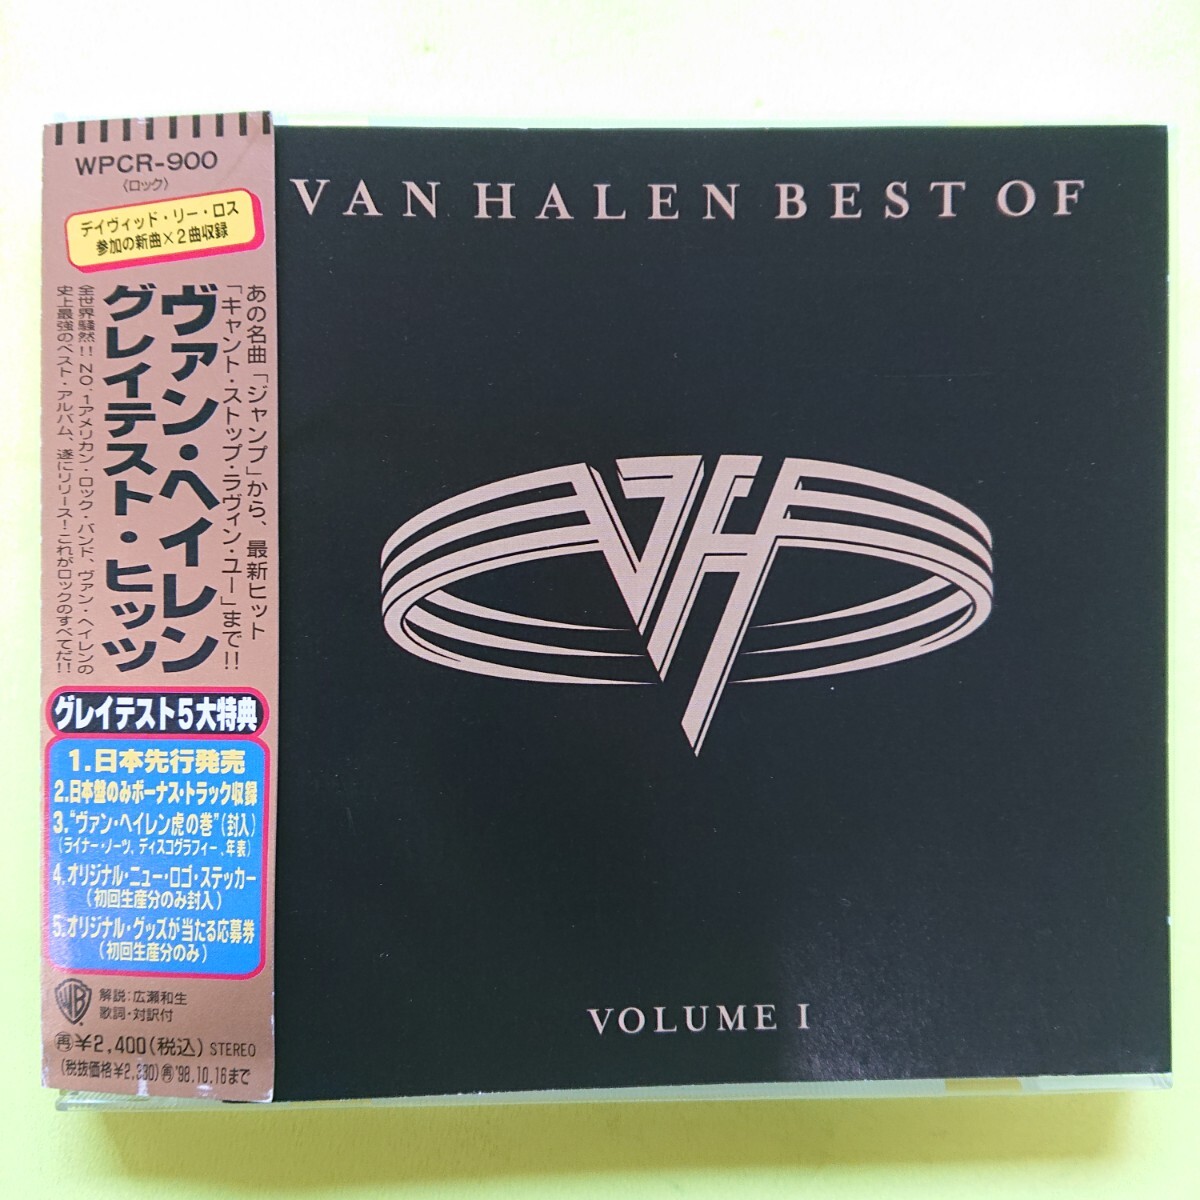 WPCR-900
〈ロック〉
デイヴィッド・リー・ロス
参加の新曲×2曲収録
あの名曲「ジャンプ」から、最新ヒット
「キャント・ストップ・ラヴィン・ユー」まで!!
ヴァン・ヘイレン
グレイテスト・ヒッツ
全世界騒然!! NO.1アメリカン・ロック・バンド、ヴァン・ヘイレンの
史上最強のベスト・アルバム、遂にリリース!これがロックのすべてだ!!
グレイテスト5大特典
1.日本先行発売
2.日本盤のみボーナス・トラック収録
3.“ヴァン・ヘイレン虎の巻”(封入)
(ライナー・ノーツ、ディスコグラフィー、年表)
4.オリジナル・ニュー・ロゴ・ステッカー
(初回生産分のみ封入)
5.オリジナル・グッズが当たる応募券
(初回生産分のみ)
WB
解説:広瀬和生
歌詞・対訳付
再¥2,400(税込) STEREO
(税抜価格¥2,330)再'98.10.16まで
VAN HALEN BEST OF
VH
VOLUME I